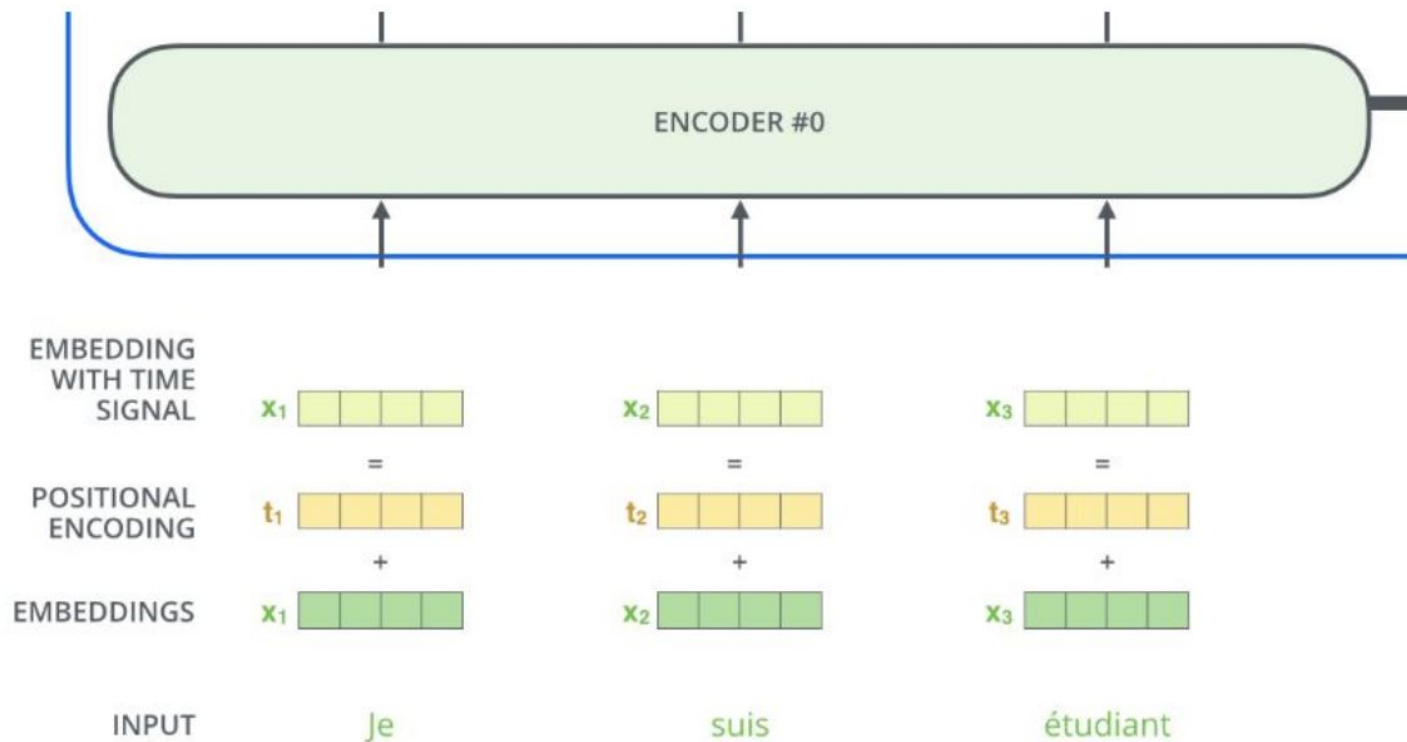 ENCODER #0
EMBEDDING
WITH TIME
SIGNAL
x₁ x₂ x₃
= = =
POSITIONAL
ENCODING
t₁ t₂ t₃
+ + +
EMBEDDINGS x₁ x₂ x₃
INPUT Je suis étudiant